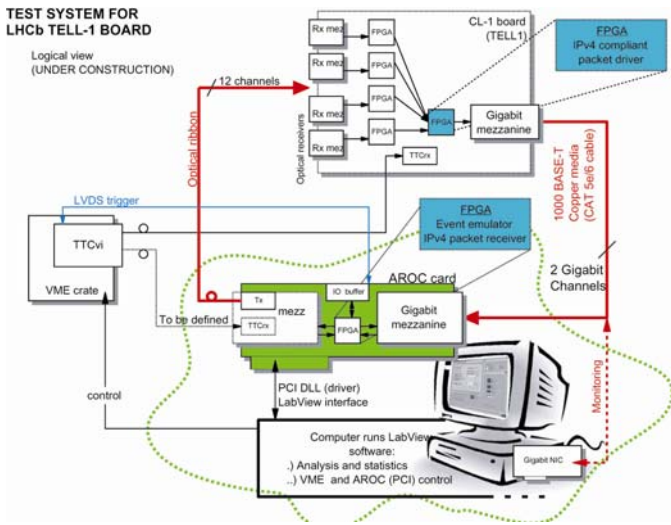 TEST SYSTEM FOR
LHCb TELL-1 BOARD
Logical view
(UNDER CONSTRUCTION)
12 channels
Optical ribbon
Optical receivers
Rx mez
Rx mez
Rx mez
Rx mez
FPGA
FPGA
FPGA
FPGA
CL-1 board
(TELL1)
FPGA
Gigabit
mezzanine
TTCrx
FPGA
IPv4 compliant
packet driver
1000 BASE-T
Copper media
(CAT 5e/6 cable)
LVDS trigger
TTCvi
VME crate
FPGA
Event emulator
IPv4 packet receiver
2 Gigabit
Channels
AROC card
Tx
mezz
TTCrx
IO buffer
FPGA
Gigabit
mezzanine
To be defined
control
PCI DLL (driver)
LabView interface
Monitoring
Computer runs LabView
software:
.) Analysis and statistics
..) VME and AROC (PCI) control
Gigabit NIC